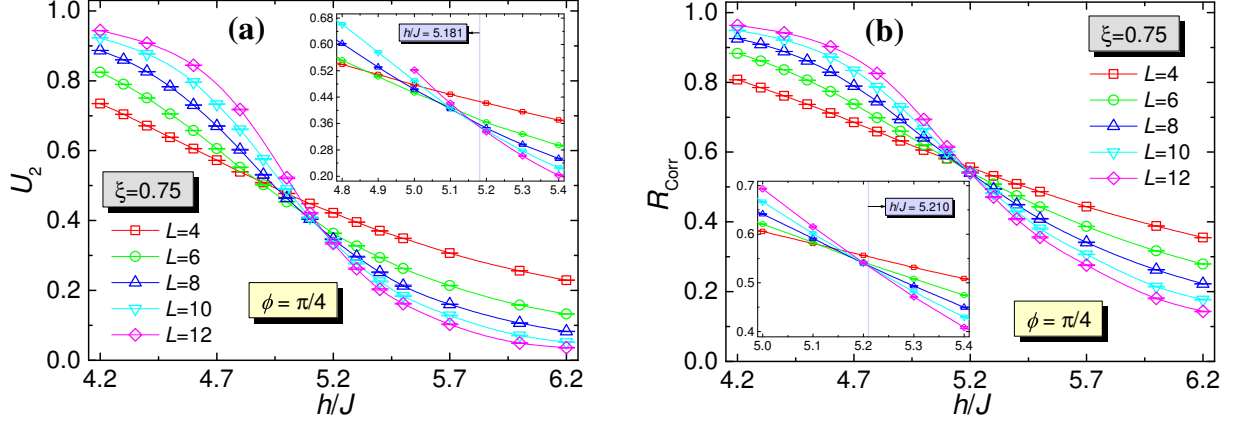 (a)
h/J = 5.181
0.68
0.60
0.52
0.44
0.36
0.28
0.20
4.8 4.9 5.0 5.1 5.2 5.3 5.4
1.0
0.8
0.6
0.4
0.2
0.0
U2
ξ=0.75
L=4
L=6
L=8
L=10
L=12
ϕ = π/4
4.2 4.7 5.2 5.7 6.2
h/J
(b)
ξ=0.75
L=4
L=6
L=8
L=10
L=12
1.0
0.8
0.6
0.4
0.2
0.0
RCorr
0.7
0.6
0.5
0.4
h/J = 5.210
5.0 5.1 5.2 5.3 5.4
ϕ = π/4
4.2 4.7 5.2 5.7 6.2
h/J